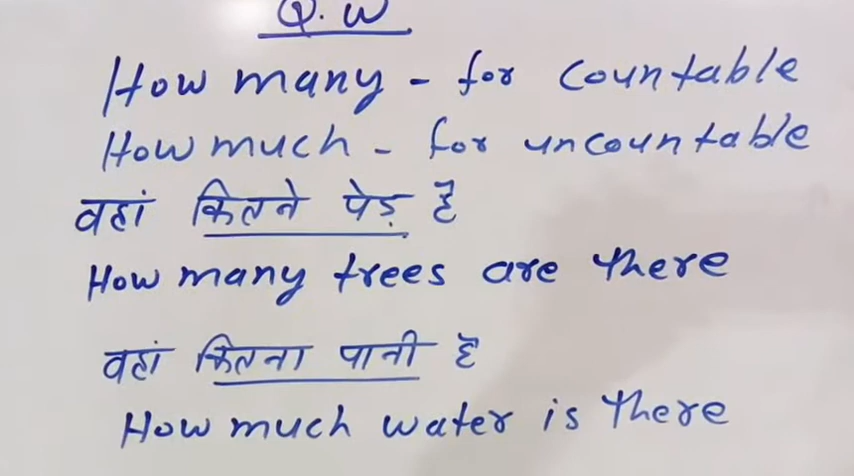 Q. W
How many - for countable
How much - for uncountable
वहां कितने पेड़ है
How many trees are there
वहां कितना पानी है
How much water is there